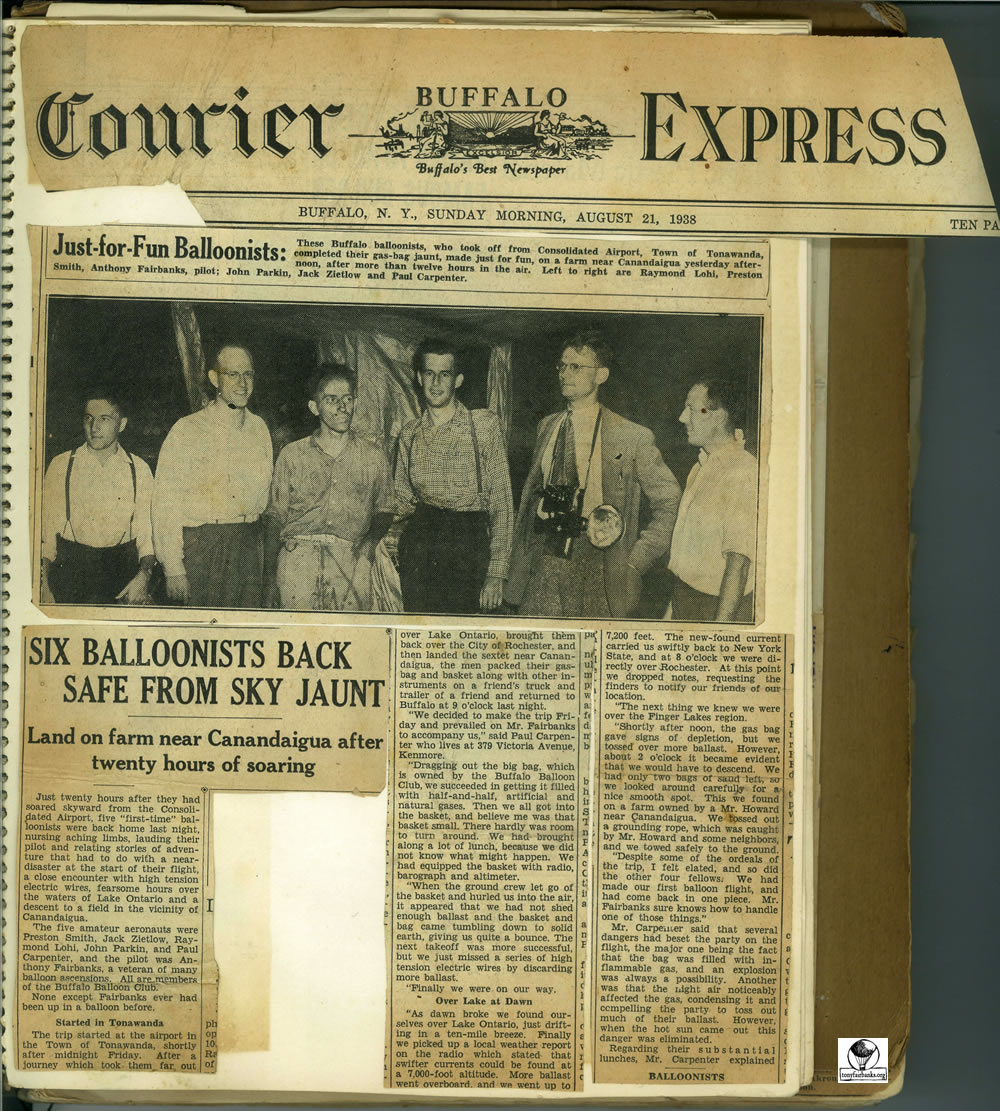 Courier
BUFFALO
EXCELSIOR
Buffalo's Best Newspaper
EXPRESS
BUFFALO, N. Y., SUNDAY MORNING, AUGUST 21, 1938
TEN PA
Just-for-Fun Balloonists:
These Buffalo balloonists, who took off from Consolidated Airport, Town of Tonawanda,
completed their gas-bag jaunt, made just for fun, on a farm near Canandaigua yesterday after-
noon, after more than twelve hours in the air. Left to right are Raymond Lohi, Preston
Smith, Anthony Fairbanks, pilot; John Parkin, Jack Zietlow and Paul Carpenter.
SIX BALLOONISTS BACK
SAFE FROM SKY JAUNT
Land on farm near Canandaigua after
twenty hours of soaring
Just twenty hours after they had
soared skyward from the Consoli-
dated Airport, five "first-time" bal-
loonists were back home last night,
nursing aching limbs, lauding their
pilot and relating stories of adven-
ture that had to do with a near-
disaster at the start of their flight,
a close encounter with high tension
electric wires, fearsome hours over
the waters of Lake Ontario and a
descent to a field in the vicinity of
Canandaigua.
The five amateur aeronauts were
Preston Smith, Jack Zietlow, Ray-
mond Lohi, John Parkin, and Paul
Carpenter, and the pilot was An-
thony Fairbanks, a veteran of many
balloon ascensions. All are members
of the Buffalo Balloon Club.
None except Fairbanks ever had
been up in a balloon before.
Started in Tonawanda
The trip started at the airport in
the Town of Tonawanda, shortly
after midnight Friday. After a
journey which took them far out
over Lake Ontario, brought them
back over the City of Rochester, and
then landed the sextet near Canan-
daigua, the men packed their gas-
bag and basket along with other in-
struments on a friend's truck and
trailer of a friend and returned to
Buffalo at 9 o'clock last night.
"We decided to make the trip Fri-
day and prevailed on Mr. Fairbanks
to accompany us," said Paul Carpen-
ter who lives at 379 Victoria Avenue,
Kenmore.
"Dragging out the big bag, which
is owned by the Buffalo Balloon
Club, we succeeded in getting it filled
with half-and-half, artificial and
natural gases. Then we all got into
the basket, and believe me was that
basket small. There hardly was room
to turn around. We had brought
along a lot of lunch, because we did
not know what might happen. We
had equipped the basket with radio,
barograph and altimeter.
"When the ground crew let go of
the basket and hurled us into the air,
it appeared that we had not shed
enough ballast and the basket and
bag came tumbling down to solid
earth, giving us quite a bounce. The
next takeoff was more successful,
but we just missed a series of high
tension electric wires by discarding
more ballast.
"Finally we were on our way.
Over Lake at Dawn
"As dawn broke we found our-
selves over Lake Ontario, just drift-
ing in a ten-mile breeze. Finally
we picked up a local weather report
on the radio which stated that
swifter currents could be found at
a 7,000-foot altitude. More ballast
went overboard, and we went up to
7,200 feet. The new-found current
carried us swiftly back to New York
State, and at 8 o'clock we were di-
rectly over Rochester. At this point
we dropped notes, requesting the
finders to notify our friends of our
location.
"The next thing we knew we were
over the Finger Lakes region.
"Shortly after noon, the gas bag
gave signs of depletion, but we
tossed over more ballast. However,
about 2 o'clock it became evident
that we would have to descend. We
had only two bags of sand left, so
we looked around carefully for a
nice smooth spot. This we found
on a farm owned by a Mr. Howard
near Canandaigua. We tossed out
a grounding rope, which was caught
by Mr. Howard and some neighbors,
and we towed safely to the ground.
"Despite some of the ordeals of
the trip, I felt elated, and so did
the other four fellows. We had
made our first balloon flight, and
had come back in one piece. Mr.
Fairbanks sure knows how to handle
one of those things."
Mr. Carpenter said that several
dangers had beset the party on the
flight, the major one being the fact
that the bag was filled with in-
flammable gas, and an explosion
was always a possibility. Another
was that the night air noticeably
affected the gas, condensing it and
compelling the party to toss out
much of their ballast. However,
when the hot sun came out this
danger was eliminated.
Regarding their substantial
lunches, Mr. Carpenter explained
BALLOONISTS
tonyfairbanks.org